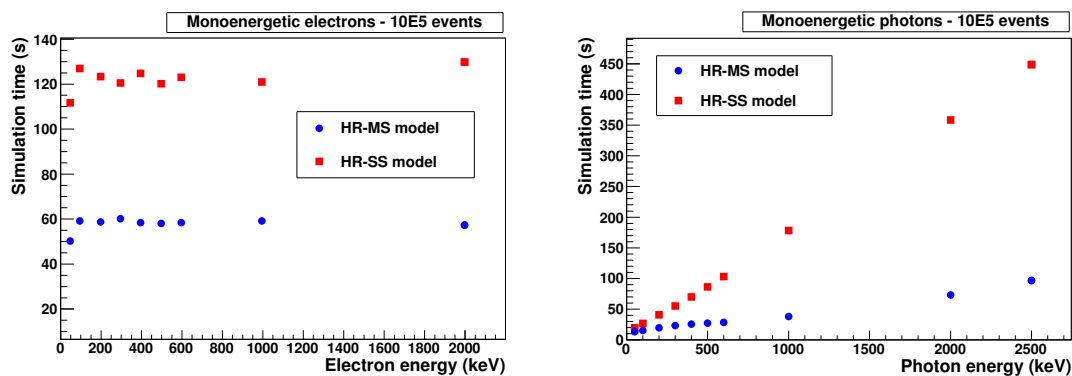 Monoenergetic electrons - 10E5 events
Simulation time (s)
140
120
100
80
60
40
20
HR-MS model
HR-SS model
0 200 400 600 800 1000 1200 1400 1600 1800 2000
Electron energy (keV)
Monoenergetic photons - 10E5 events
Simulation time (s)
450
400
350
300
250
200
150
100
50
0
HR-MS model
HR-SS model
0 500 1000 1500 2000 2500
Photon energy (keV)